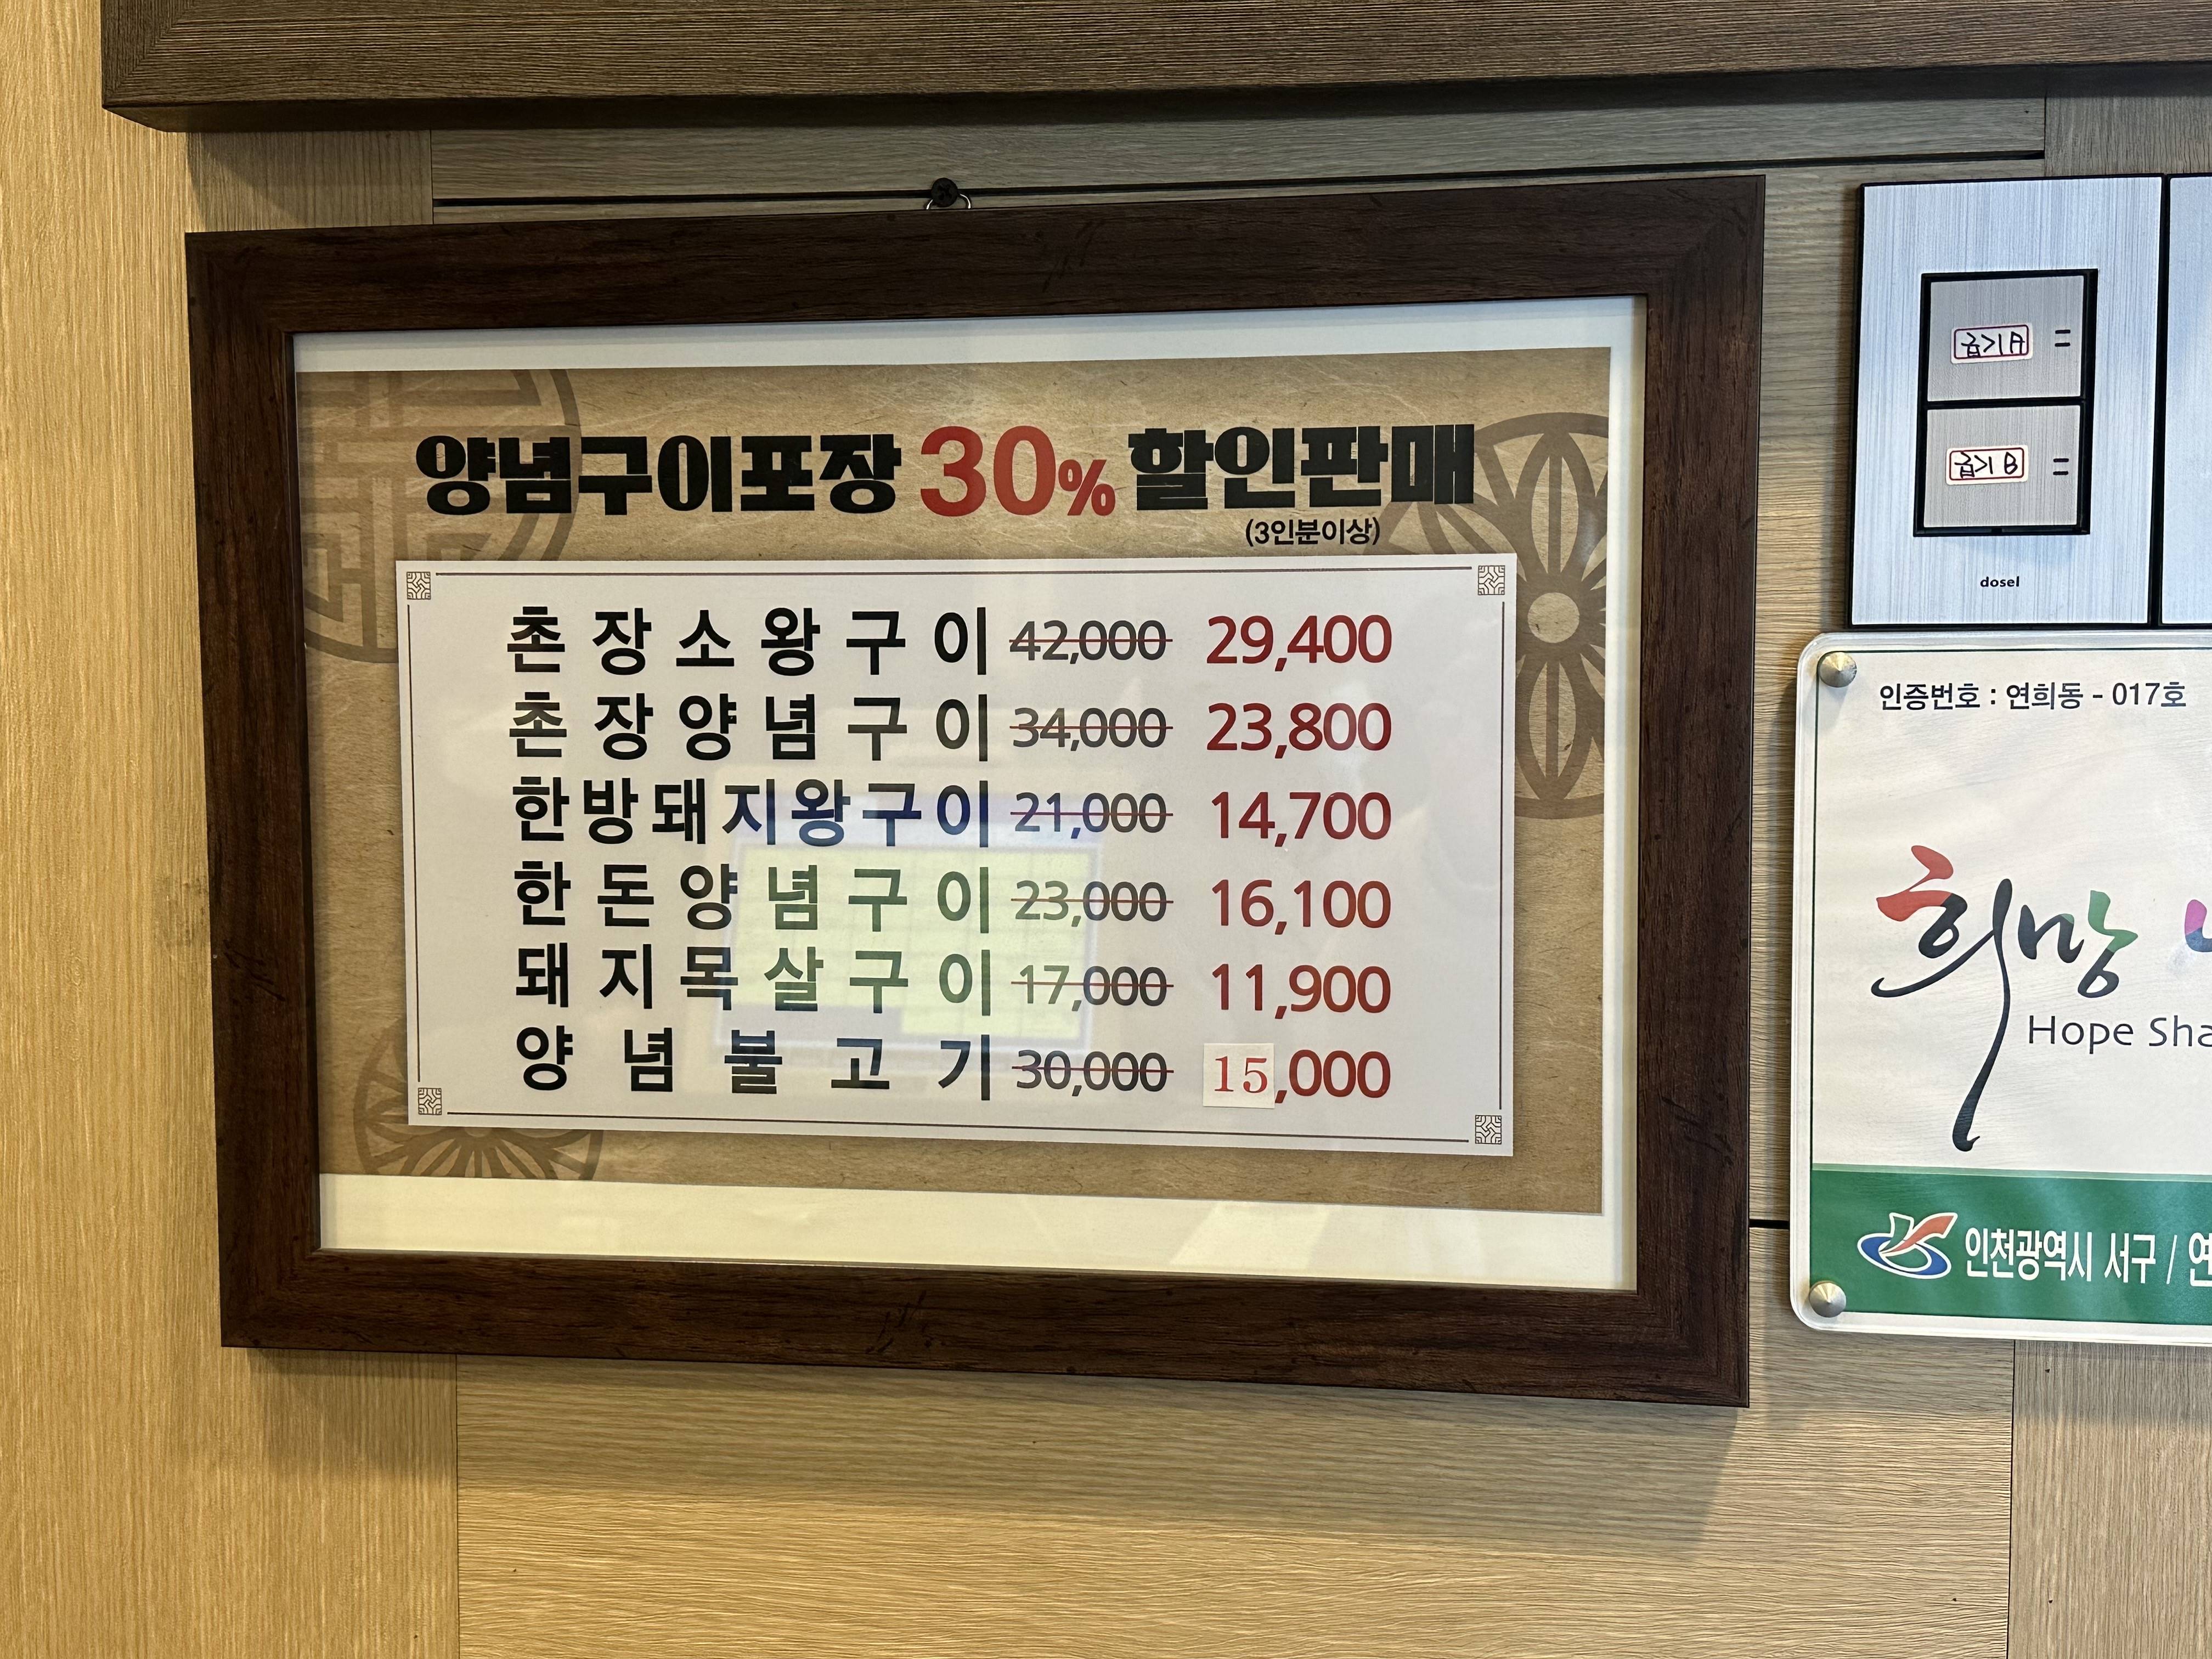 양념구이포장 30% 할인판매
(3인분이상)
촌장소왕구이 42,000 29,400
촌장양념구이 34,000 23,800
한방돼지왕구이 21,000 14,700
한돈양념구이 23,000 16,100
돼지목살구이 17,000 11,900
양념불고기 30,000 15,000
급기A
급기B
dosel
인증번호 : 연희동 - 017호
희망
Hope Sha
인천광역시 서구 / 연